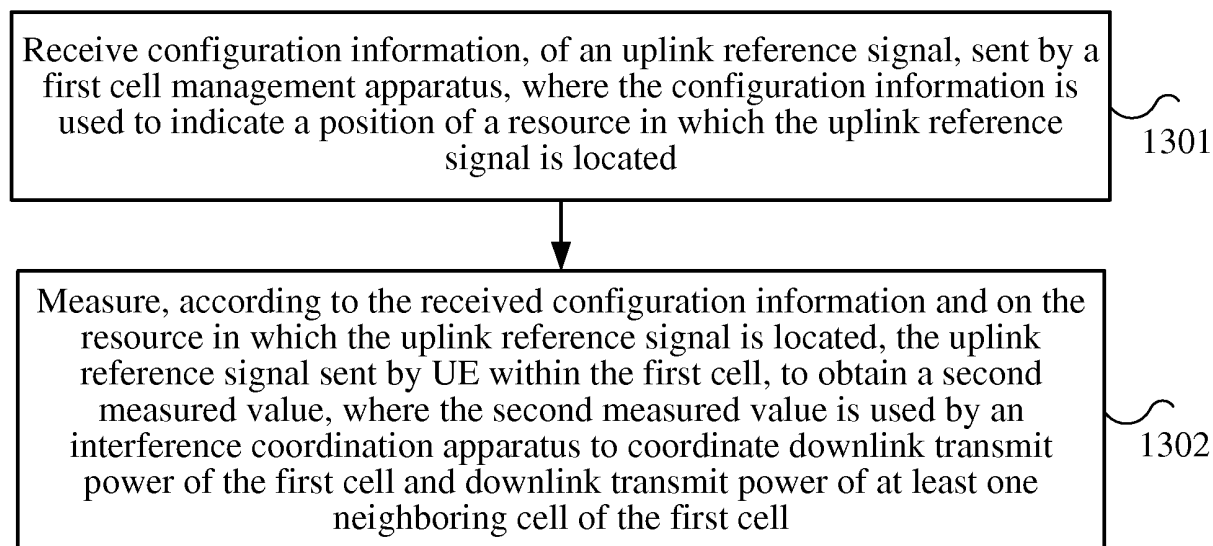 Receive configuration information, of an uplink reference signal, sent by a
first cell management apparatus, where the configuration information is
used to indicate a position of a resource in which the uplink reference
signal is located
1301
Measure, according to the received configuration information and on the
resource in which the uplink reference signal is located, the uplink
reference signal sent by UE within the first cell, to obtain a second
measured value, where the second measured value is used by an
interference coordination apparatus to coordinate downlink transmit
power of the first cell and downlink transmit power of at least one
neighboring cell of the first cell
1302